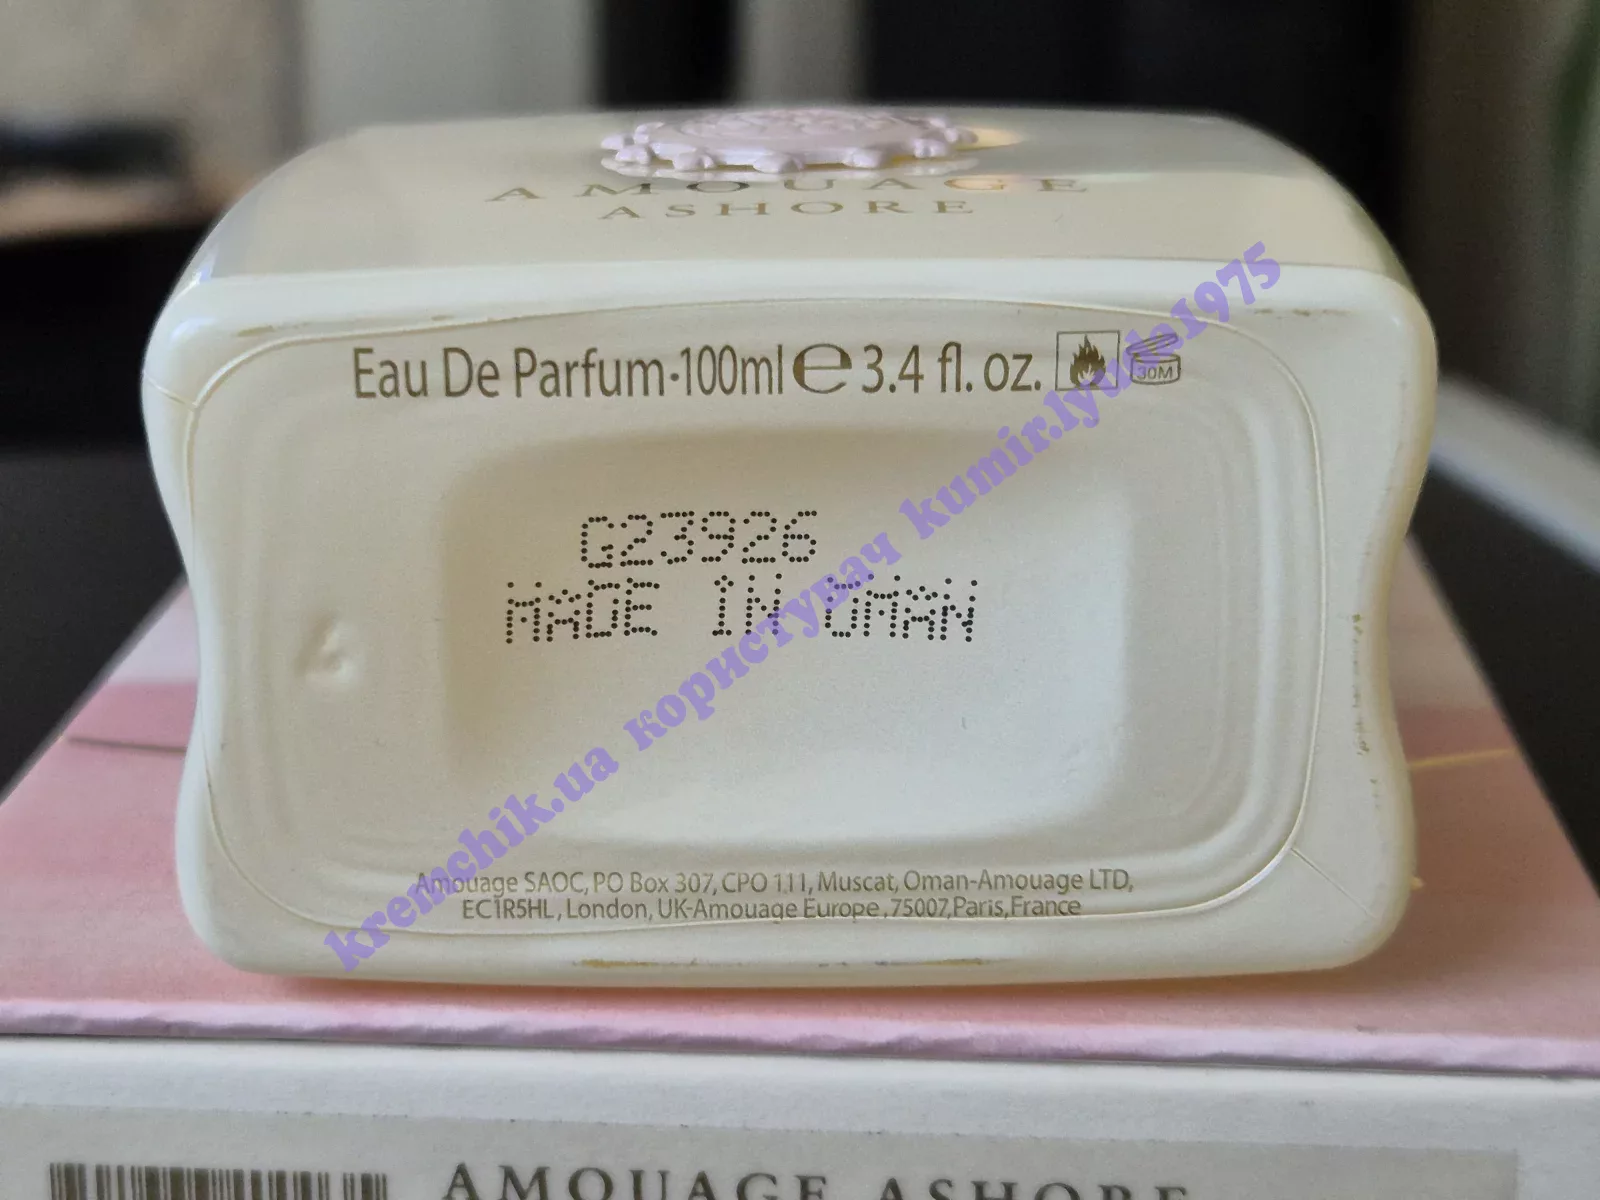 AMOUAGE
ASHORE
Eau De Parfum·100ml e 3.4 fl. oz.
30M
G23926
MADE IN OMAN
Amouage SAOC, PO Box 307, CPO 111, Muscat, Oman-Amouage LTD,
EC1R5HL, London, UK-Amouage Europe, 75007, Paris, France
kremchik.ua користувач kumir.lyuda1975
AMOUAGE ASHORE